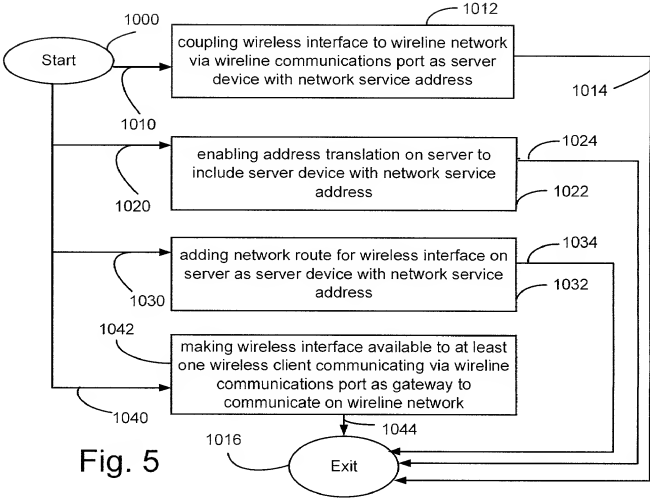 1000
Start
1010
1012
coupling wireless interface to wireline network
via wireline communications port as server
device with network service address
1014
1020
enabling address translation on server to
include server device with network service
address
1024
1022
1030
adding network route for wireless interface on
server as server device with network service
address
1034
1032
1042
making wireless interface available to at least
one wireless client communicating via wireline
communications port as gateway to
communicate on wireline network
1040
1044
1016
Exit
Fig. 5